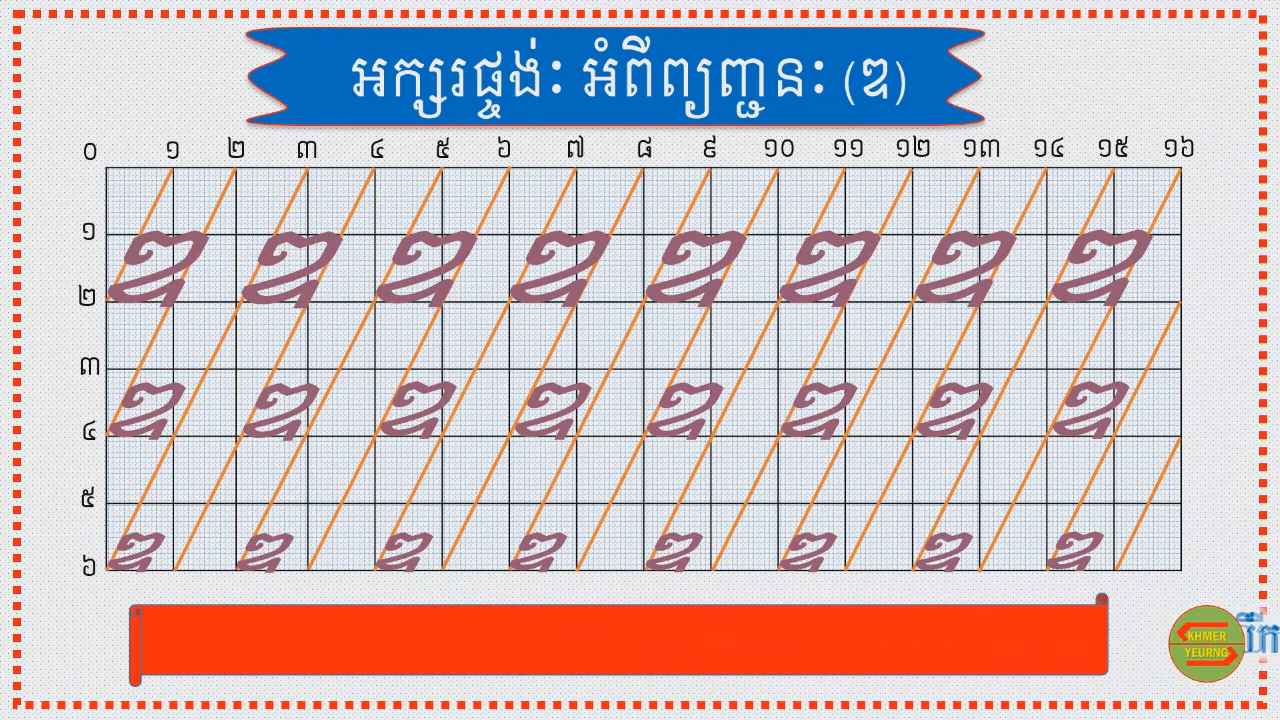 អក្សរផ្ចង់ៈ អំពីព្យញ្ជនៈ (ឌ)
០ ១ ២ ៣ ៤ ៥ ៦ ៧ ៨ ៩ ១០ ១១ ១២ ១៣ ១៤ ១៥ ១៦
១
ឌ ឌ ឌ ឌ ឌ ឌ ឌ ឌ
២
៣
ឌ ឌ ឌ ឌ ឌ ឌ ឌ ឌ
៤
៥
ឌ ឌ ឌ ឌ ឌ ឌ ឌ ឌ
៦
KHMER
YEURNG